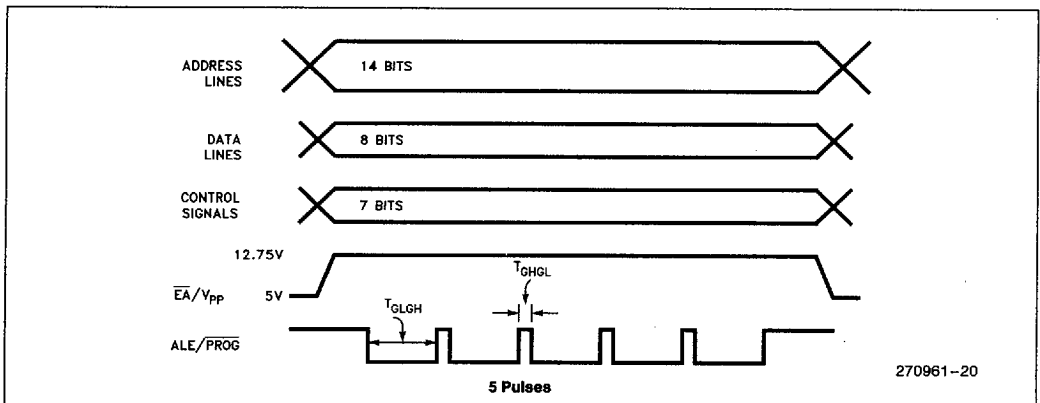 ADDRESS
LINES
14 BITS
DATA
LINES
8 BITS
CONTROL
SIGNALS
7 BITS
12.75V
EA/VPP
5V
TGHGL
TGLGH
ALE/PROG
5 Pulses
270961-20